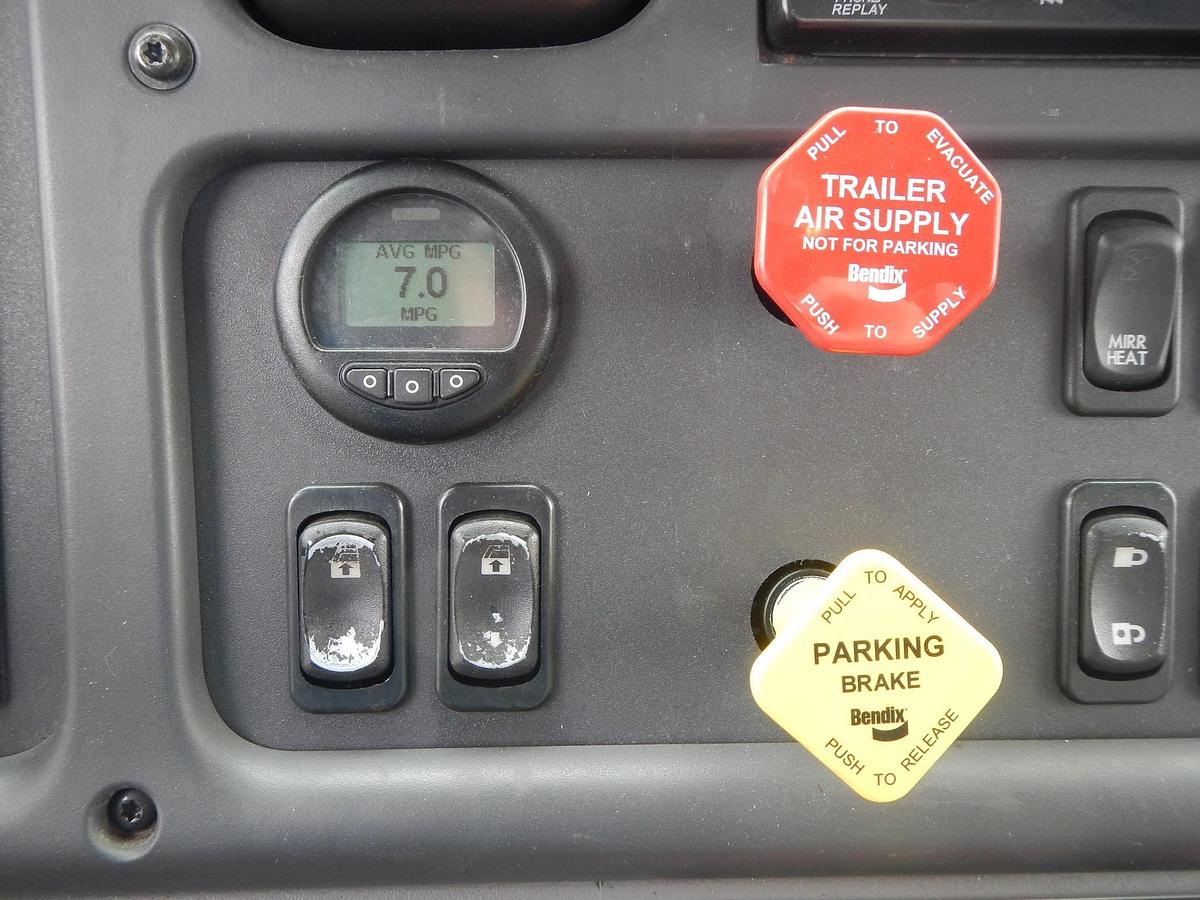 REPLAY
AVG MPG
7.0
MPG
PULL TO EVACUATE
TRAILER
AIR SUPPLY
NOT FOR PARKING
Bendix
PUSH TO SUPPLY
MIRR
HEAT
PULL TO APPLY
PARKING
BRAKE
Bendix
PUSH TO RELEASE